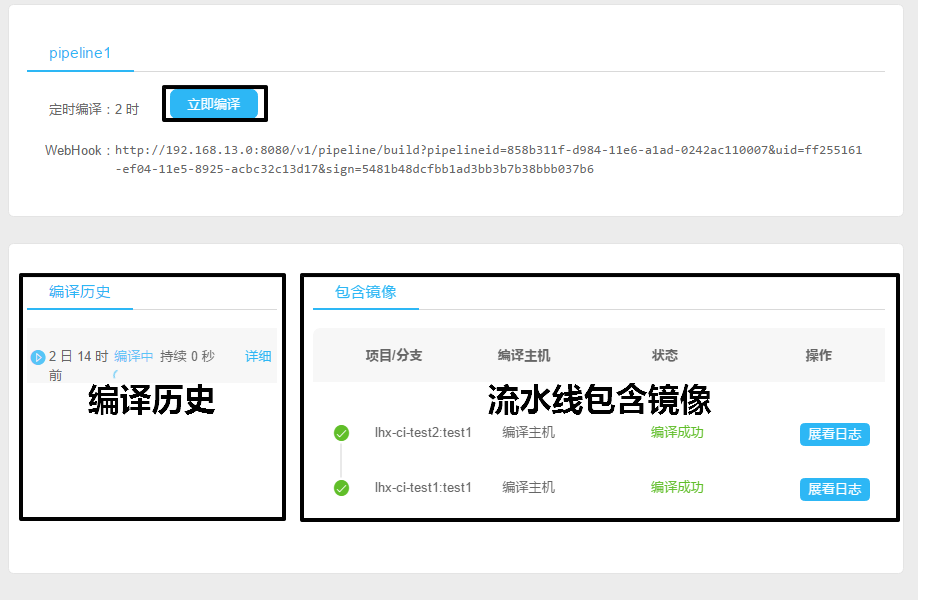 pipeline1
定时编译：2 时 立即编译
WebHook：http://192.168.13.0:8080/v1/pipeline/build?pipelineid=858b311f-d984-11e6-a1ad-0242ac110007&uid=ff255161
-ef04-11e5-8925-acbc32c13d17&sign=5481b48dcfbb1ad3bb3b7b38bbb037b6
编译历史
2 日 14 时 编译中 持续 0 秒 详细
前
编译历史
包含镜像
项目/分支 编译主机 状态 操作
流水线包含镜像
lhx-ci-test2:test1 编译主机 编译成功 展看日志
lhx-ci-test1:test1 编译主机 编译成功 展看日志